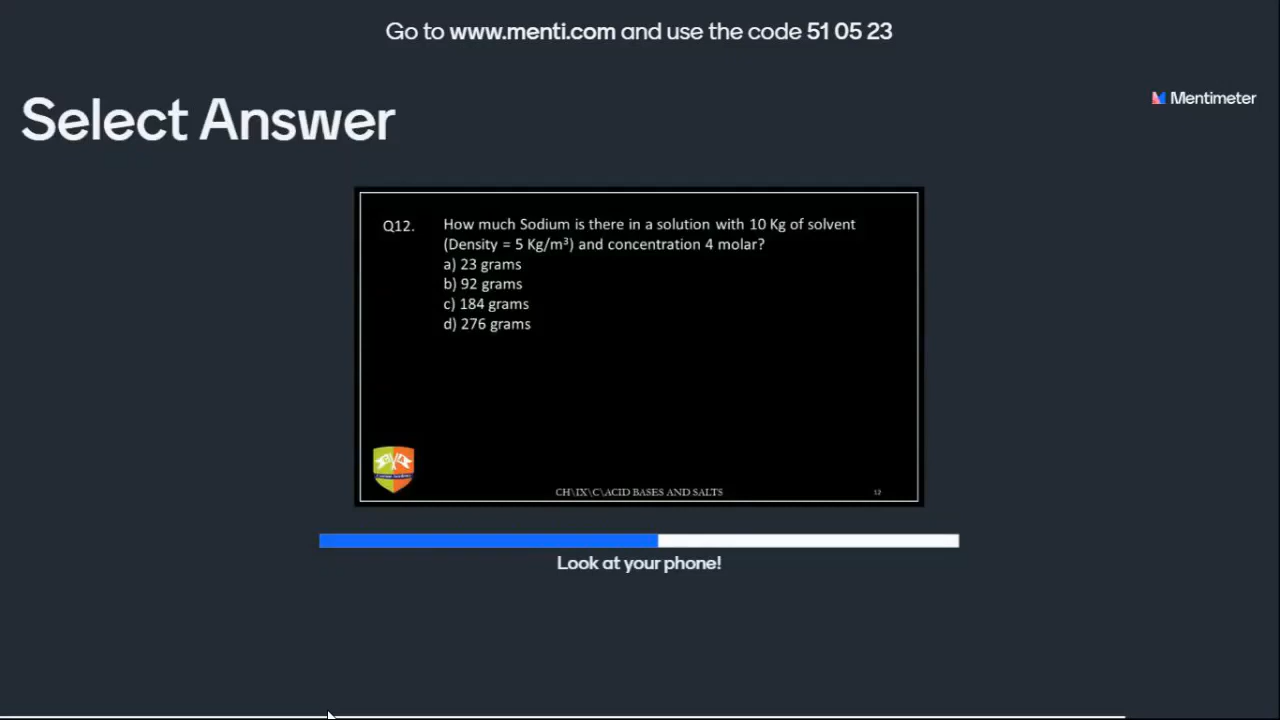 Go to www.menti.com and use the code 51 05 23
Mentimeter
Select Answer
Q12. How much Sodium is there in a solution with 10 Kg of solvent
(Density = 5 Kg/m³) and concentration 4 molar?
a) 23 grams
b) 92 grams
c) 184 grams
d) 276 grams
CH\IX\C\ACID BASES AND SALTS 12
Look at your phone!